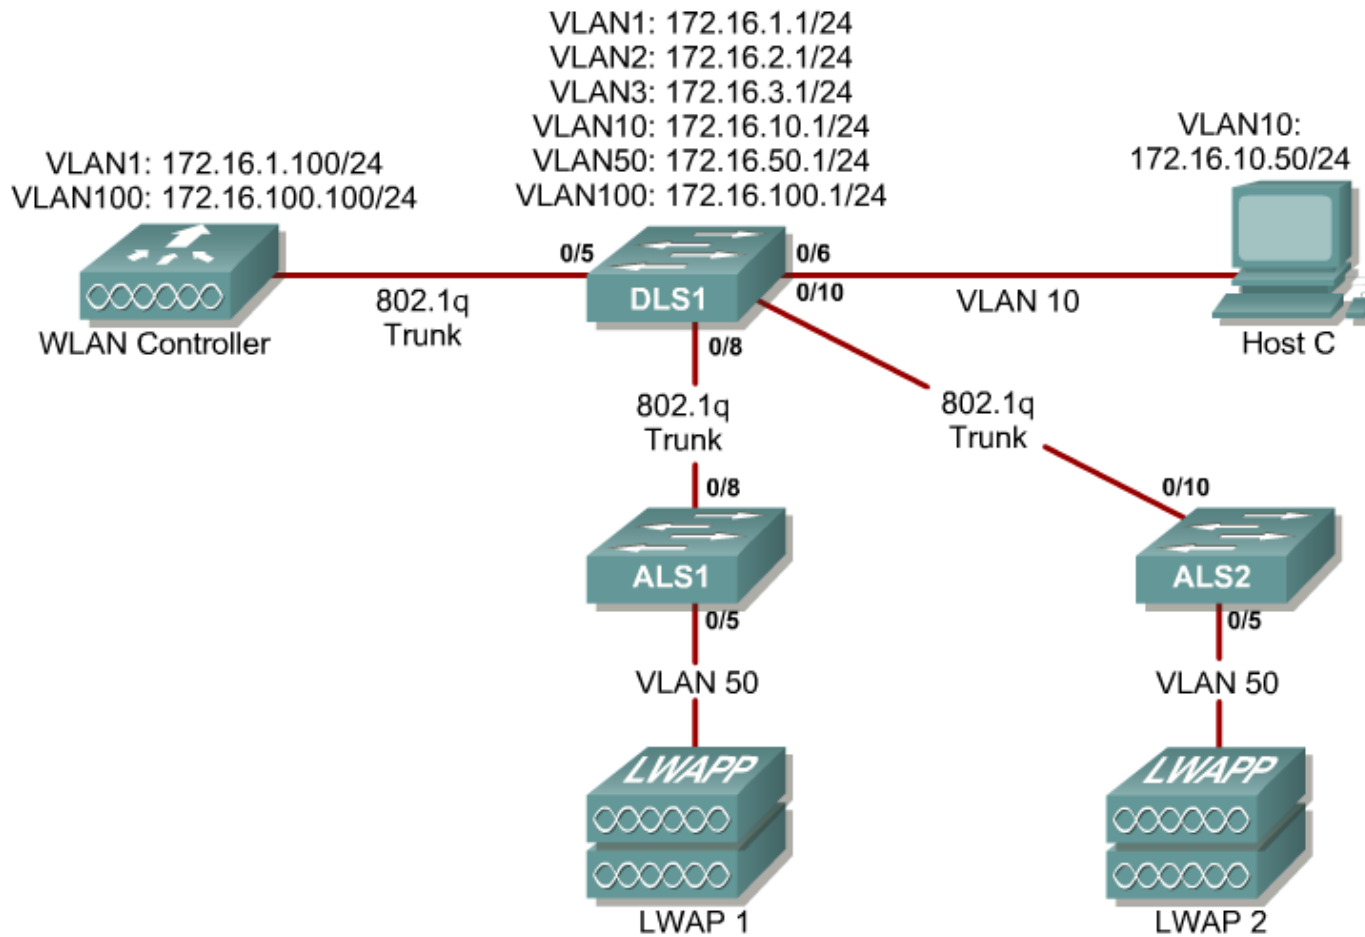 VLAN1: 172.16.1.1/24
VLAN2: 172.16.2.1/24
VLAN3: 172.16.3.1/24
VLAN10: 172.16.10.1/24
VLAN50: 172.16.50.1/24
VLAN100: 172.16.100.1/24
VLAN1: 172.16.1.100/24
VLAN100: 172.16.100.100/24
VLAN10:
172.16.10.50/24
0/5
0/6
0/10
DLS1
802.1q
Trunk
VLAN 10
WLAN Controller
0/8
Host C
802.1q
Trunk
802.1q
Trunk
0/8
0/10
ALS1
ALS2
0/5
0/5
VLAN 50
VLAN 50
LWAPP
LWAPP
LWAP 1
LWAP 2